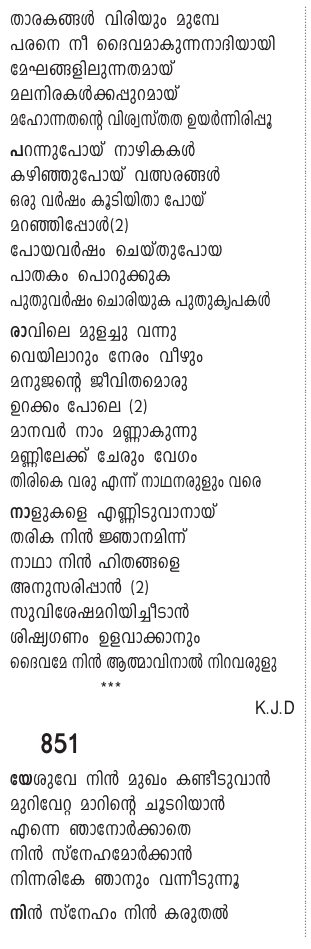 താരകങ്ങൾ വിരിയും മുമ്പേ
പരനെ നീ ദൈവമാകുന്നനാദിയായി
മേഘങ്ങളിലുന്നതമായ്
മലനിരകൾക്കപ്പുറമായ്
മഹോന്നതന്റെ വിശ്വസ്തത ഉയർന്നിരിപ്പൂ
പറന്നുപോയ് നാഴികകൾ
കഴിഞ്ഞുപോയ് വത്സരങ്ങൾ
ഒരു വർഷം കൂടിയിതാ പോയ്
മറഞ്ഞിപ്പോൾ(2)
പോയവർഷം ചെയ്തുപോയ
പാതകം പൊറുക്കുക
പുതുവർഷം ചൊരിയുക പുതുകൃപകൾ
രാവിലെ മുളച്ചു വന്നു
വെയിലാറും നേരം വീഴും
മനുജന്റെ ജീവിതമൊരു
ഉറക്കം പോലെ (2)
മാനവർ നാം മണ്ണാകുന്നു
മണ്ണിലേക്ക് ചേരും വേഗം
തിരികെ വരു എന്ന് നാഥനരുളും വരെ
നാളുകളെ എണ്ണിടുവാനായ്
തരിക നിൻ ജ്ഞാനമിന്ന്
നാഥാ നിൻ ഹിതങ്ങളെ
അനുസരിപ്പാൻ (2)
സുവിശേഷമറിയിച്ചീടാൻ
ശിഷ്യഗണം ഉളവാക്കാനും
ദൈവമേ നിൻ ആത്മാവിനാൽ നിറവരുളു
***
K.J.D
851
യേശുവേ നിൻ മുഖം കണ്ടീടുവാൻ
മുറിവേറ്റ മാറിന്റെ ചൂടറിയാൻ
എന്നെ ഞാനോർക്കാതെ
നിൻ സ്നേഹമോർക്കാൻ
നിന്നരികേ ഞാനും വന്നീടുന്നൂ
നിൻ സ്നേഹം നിൻ കരുതൽ